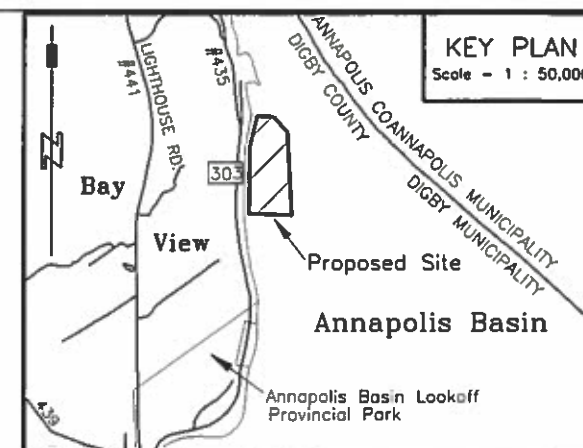 KEY PLAN
Scale - 1 : 50,000
#441
LIGHTHOUSE RD.
#435
303
ANNAPOLIS CO
DIGBY COUNTY
ANNAPOLIS MUNICIPALITY
DIGBY MUNICIPALITY
Bay
View
Proposed Site
Annapolis Basin
Annapolis Basin Lookoff
Provincial Park
#439